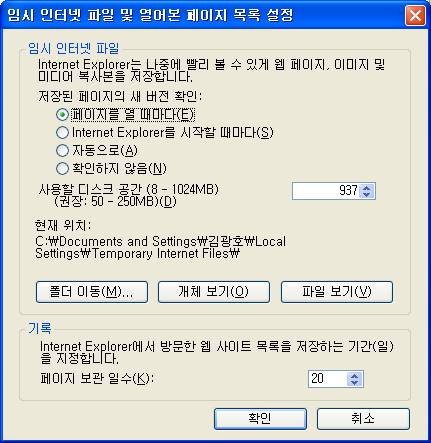 임시 인터넷 파일 및 열어본 페이지 목록 설정
임시 인터넷 파일
Internet Explorer는 나중에 빨리 볼 수 있게 웹 페이지, 이미지 및
미디어 복사본을 저장합니다.
저장된 페이지의 새 버전 확인:
페이지를 열 때마다(E)
Internet Explorer를 시작할 때마다(S)
자동으로(A)
확인하지 않음(N)
사용할 디스크 공간 (8 - 1024MB)
(권장: 50 - 250MB)(D)
937
현재 위치:
C:₩Documents and Settings₩김광호₩Local
Settings₩Temporary Internet Files₩
폴더 이동(M)... 개체 보기(O) 파일 보기(V)
기록
Internet Explorer에서 방문한 웹 사이트 목록을 저장하는 기간(일)
을 지정합니다.
페이지 보관 일수(K): 20
확인 취소